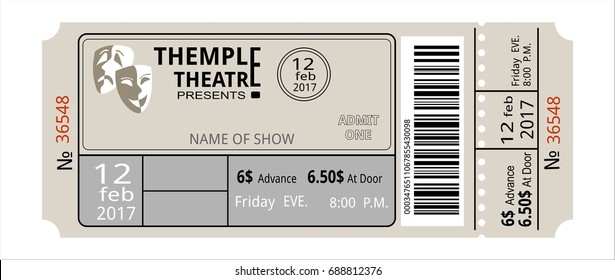 № 36548
THEMPLE
THEATRE!
PRESENTS
12
feb
2017
ADMIT
ONE
NAME OF SHOW
12
feb
2017
6$ Advance 6.50$ At Door
Friday EVE. 8:00 P.M.
0003476511067855430098
Friday EVE.
8:00 P.M.
12 feb
2017
6$ Advance
6.50$ At Door
№ 36548
shutterstock.com · 688812376